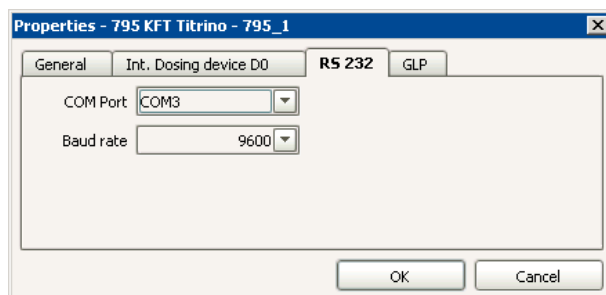 Properties - 795 KFT Titrino - 795_1
General Int. Dosing device D0 RS 232 GLP
COM Port COM3
Baud rate 9600
OK Cancel